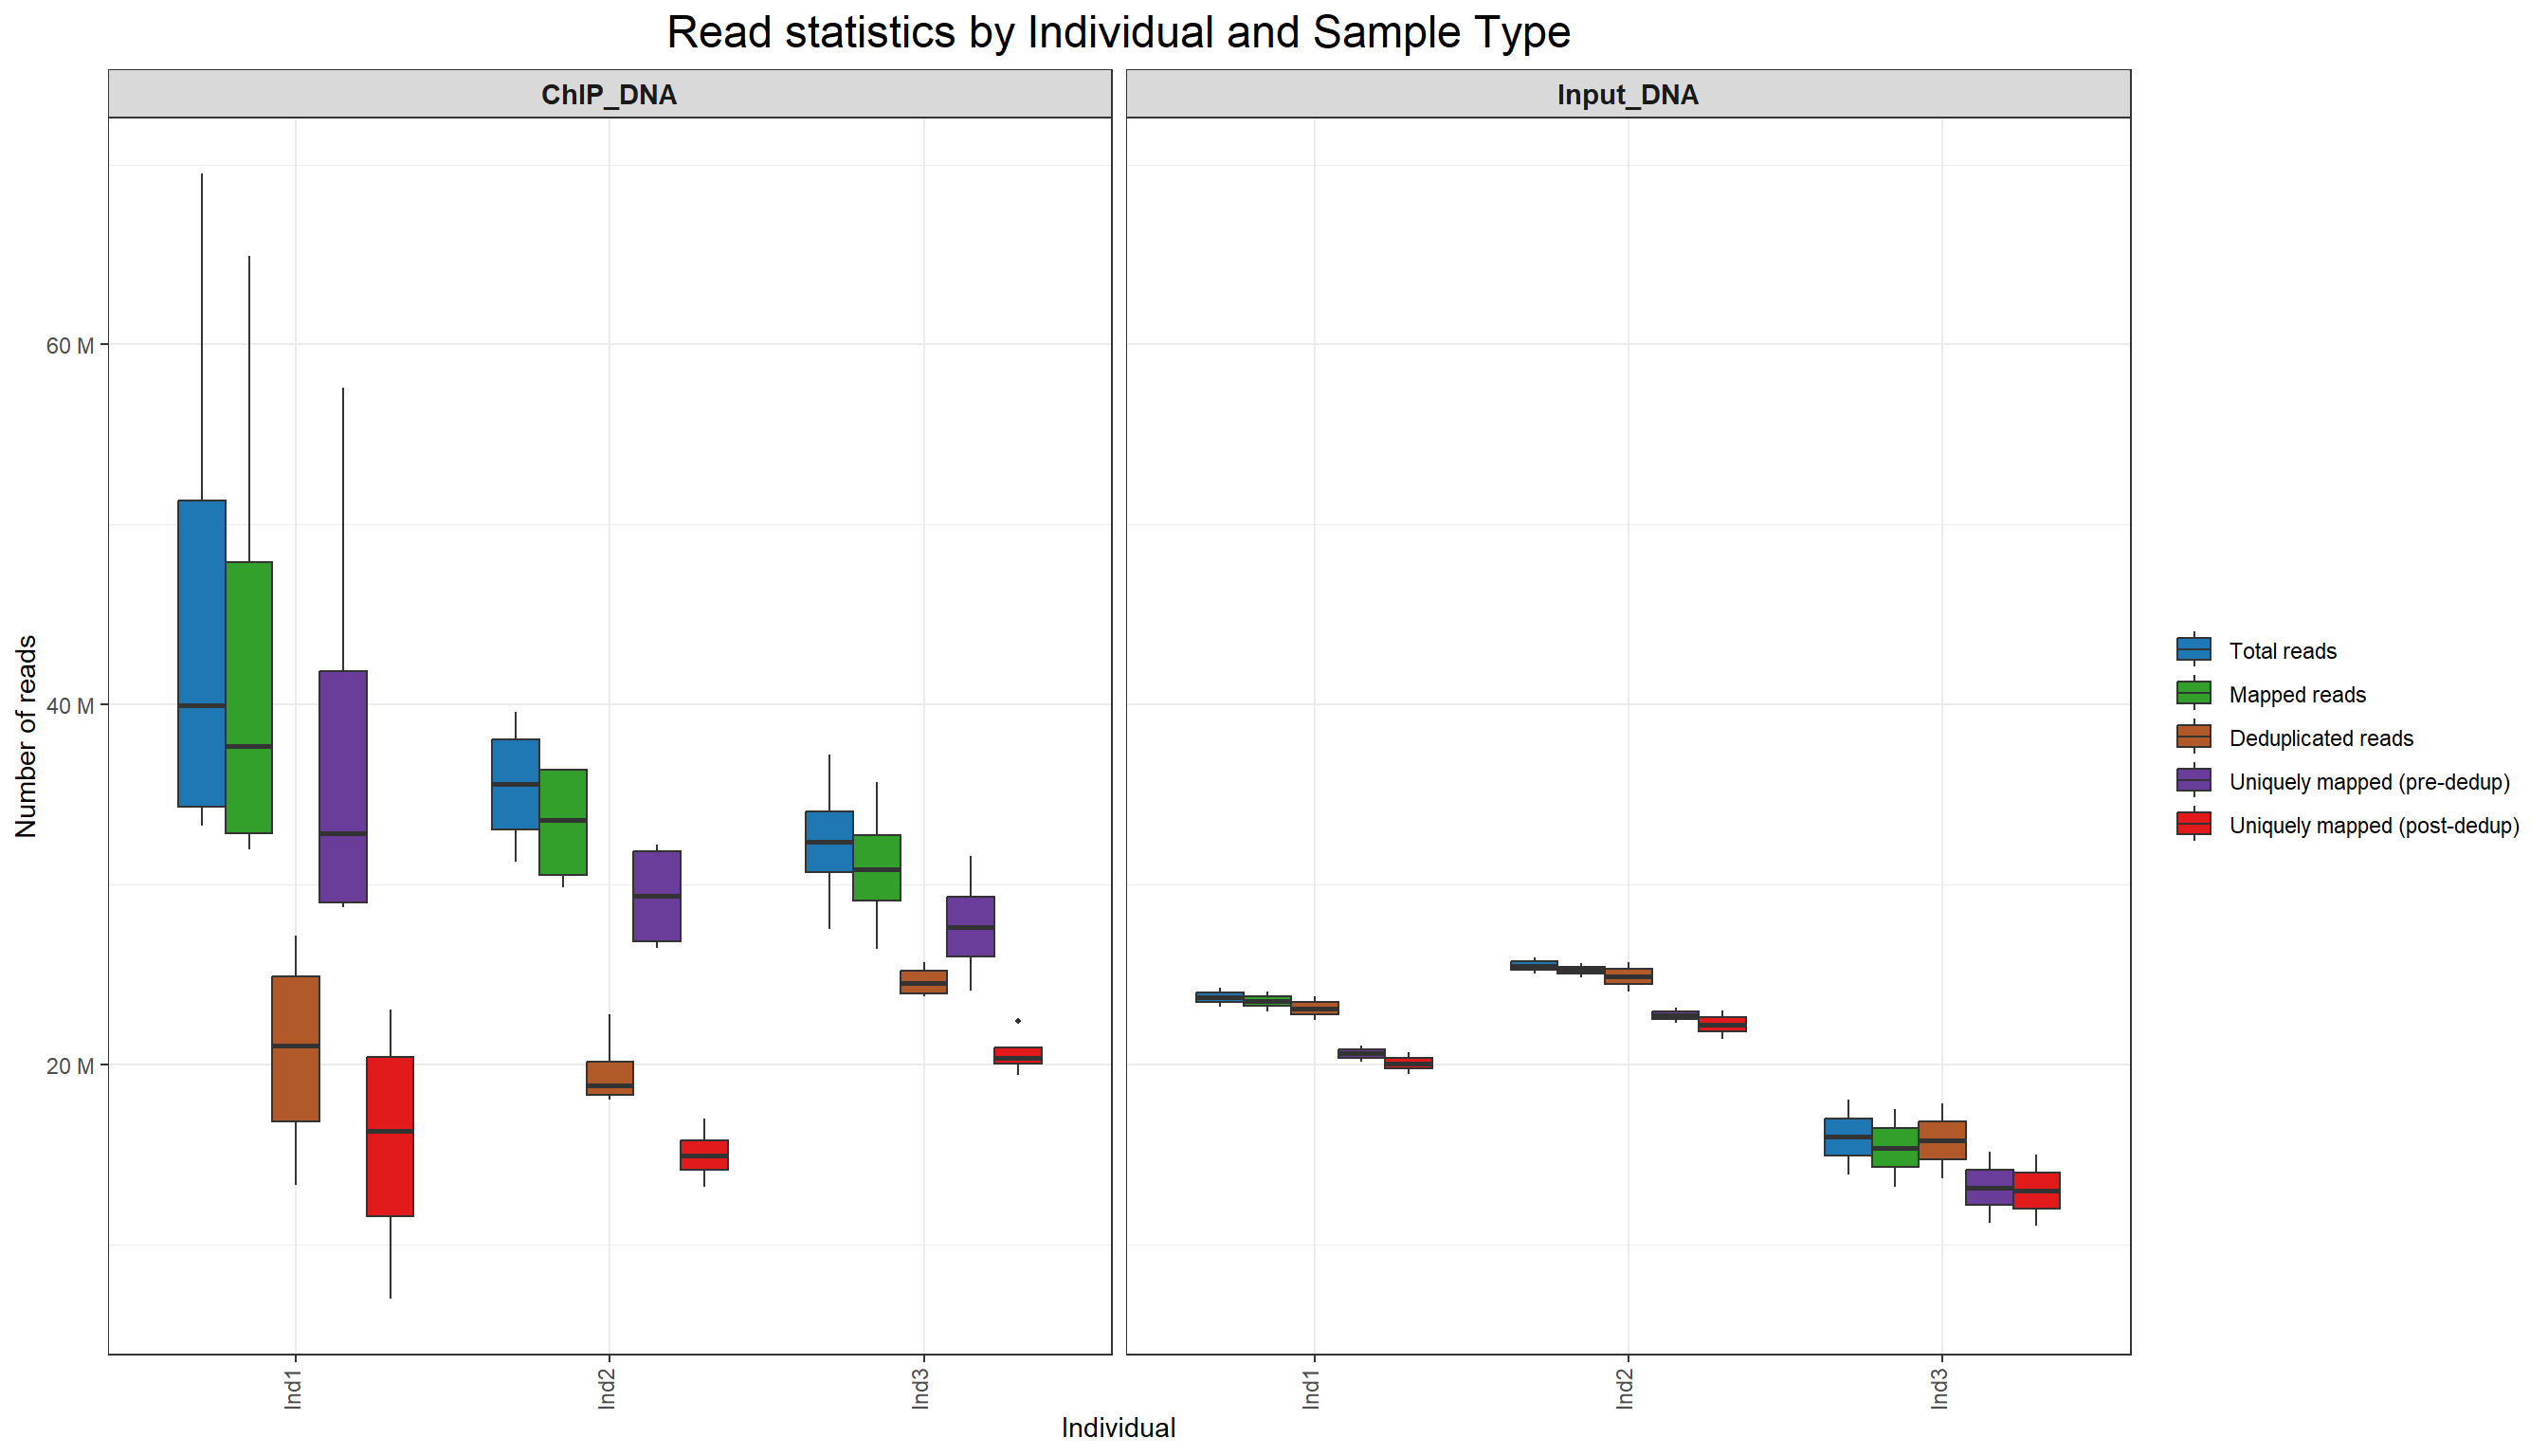 Read statistics by Individual and Sample Type
ChIP_DNA
Input_DNA
Number of reads
60 M
40 M
20 M
Ind1
Ind2
Ind3
Ind1
Ind2
Ind3
Individual
Total reads
Mapped reads
Deduplicated reads
Uniquely mapped (pre-dedup)
Uniquely mapped (post-dedup)